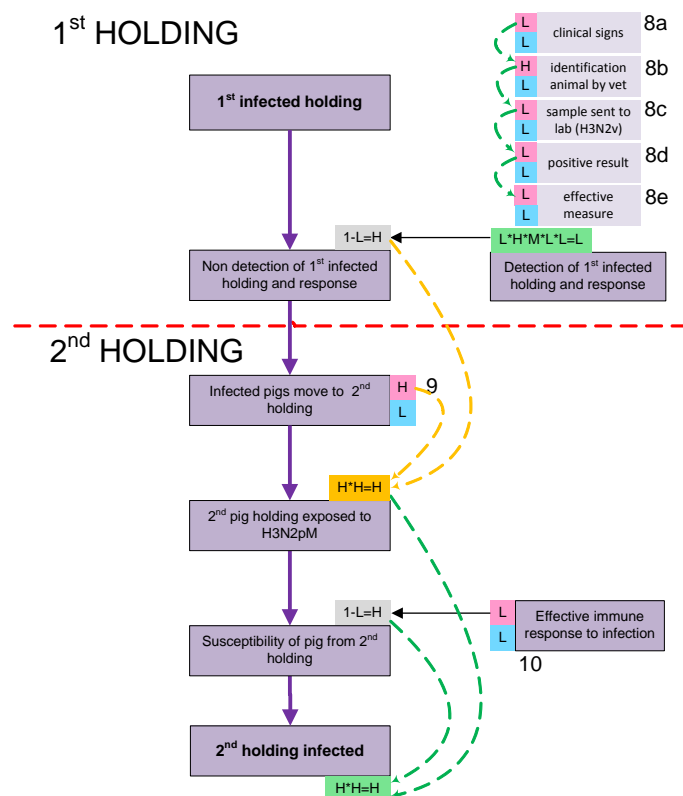 1st HOLDING
L
L
clinical signs
8a
H
L
identification
animal by vet
8b
L
L
sample sent to
lab (H3N2v)
8c
L
L
positive result
8d
L
L
effective
measure
8e
1st infected holding
1-L=H
L*H*M*L*L=L
Non detection of 1st infected
holding and response
Detection of 1st infected
holding and response
2nd HOLDING
Infected pigs move to 2nd
holding
H
L
9
H*H=H
2nd pig holding exposed to
H3N2pM
1-L=H
L
L
Effective immune
response to infection
10
Susceptibility of pig from 2nd
holding
2nd holding infected
H*H=H